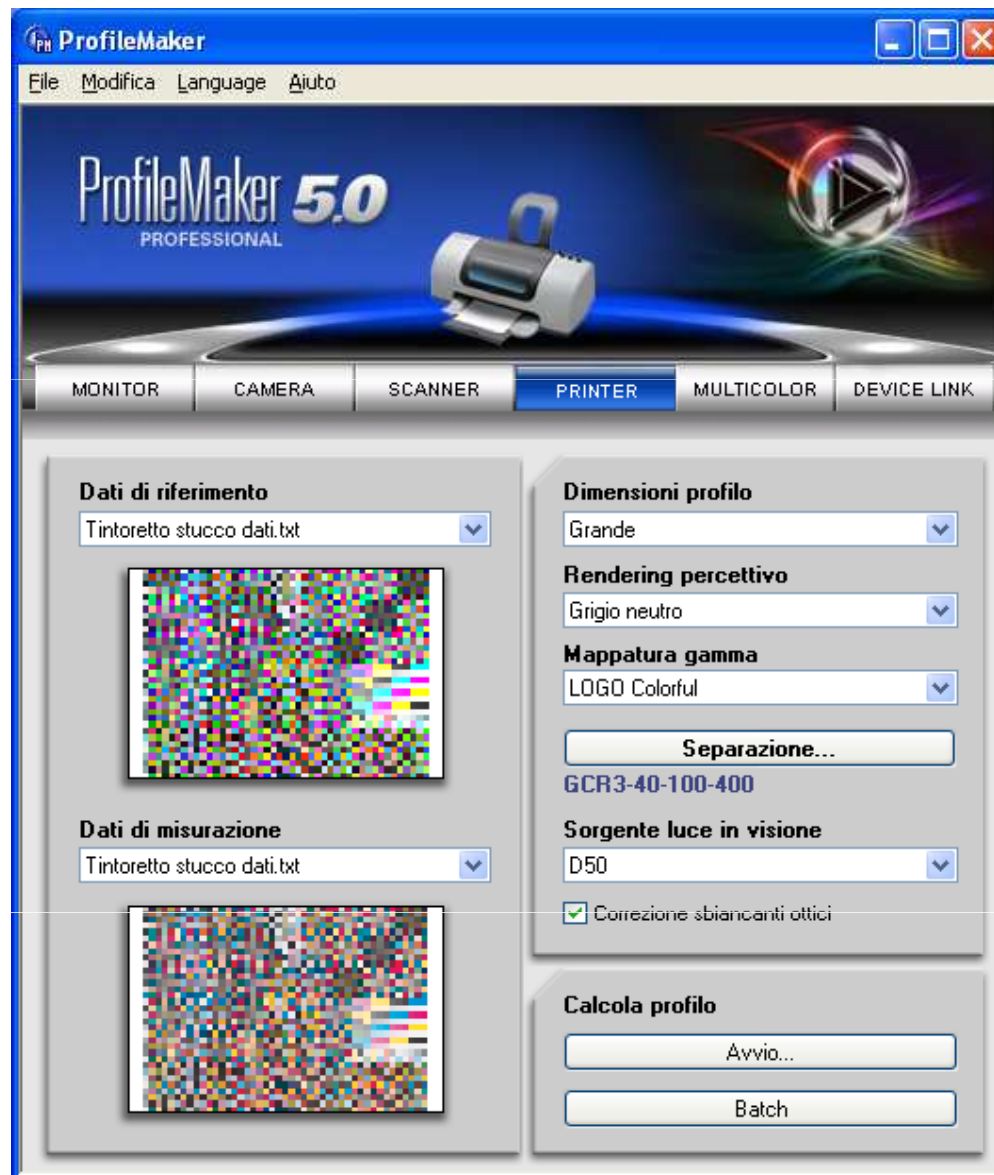 ProfileMaker
File Modifica Language Aiuto
ProfileMaker 5.0
PROFESSIONAL
MONITOR CAMERA SCANNER PRINTER MULTICOLOR DEVICE LINK
Dati di riferimento
Tintoretto stucco dati.txt
Dati di misurazione
Tintoretto stucco dati.txt
Dimensioni profilo
Grande
Rendering percettivo
Grigio neutro
Mappatura gamma
LOGO Colorful
Separazione...
GCR3-40-100-400
Sorgente luce in visione
D50
Correzione sbiancanti ottici
Calcola profilo
Avvio...
Batch